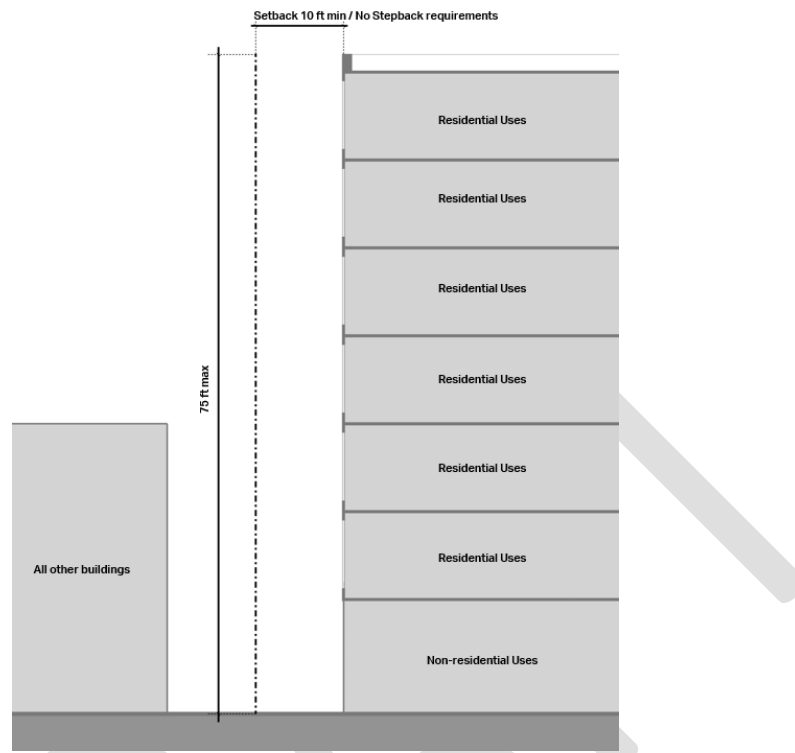 Setback 10 ft min / No Stepback requirements
Residential Uses
Residential Uses
Residential Uses
75 ft max
Residential Uses
Residential Uses
Residential Uses
All other buildings
Non-residential Uses